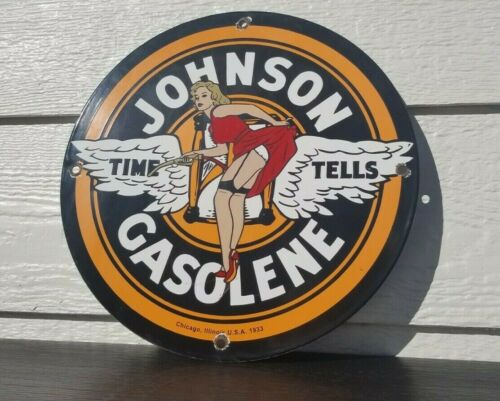 JOHNSON
TIME TELLS
GASOLENE
Chicago, Illinois U.S.A. 1933